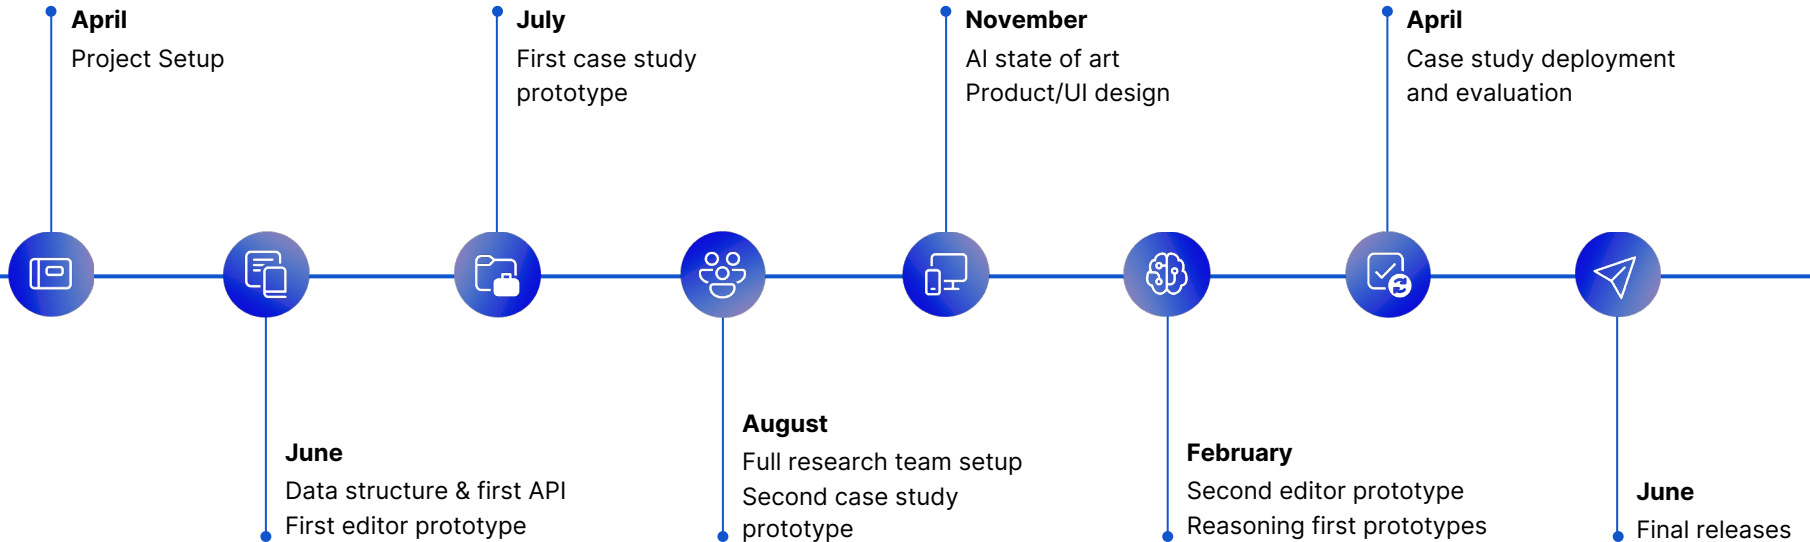 April
Project Setup
July
First case study
prototype
November
AI state of art
Product/UI design
April
Case study deployment
and evaluation
June
Data structure & first API
First editor prototype
August
Full research team setup
Second case study
prototype
February
Second editor prototype
Reasoning first prototypes
June
Final releases